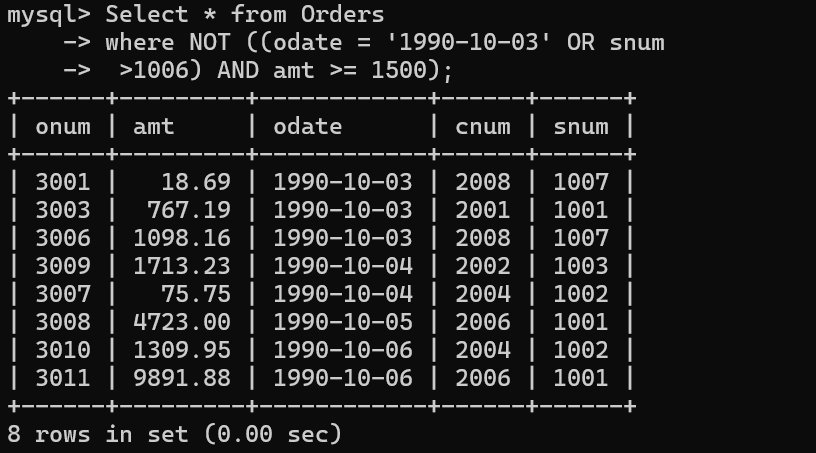 mysql> Select * from Orders
    -> where NOT ((odate = '1990-10-03' OR snum
    ->  >1006) AND amt >= 1500);
+------+---------+------------+------+------+
| onum | amt     | odate      | cnum | snum |
+------+---------+------------+------+------+
| 3001 |   18.69 | 1990-10-03 | 2008 | 1007 |
| 3003 |  767.19 | 1990-10-03 | 2001 | 1001 |
| 3006 | 1098.16 | 1990-10-03 | 2008 | 1007 |
| 3009 | 1713.23 | 1990-10-04 | 2002 | 1003 |
| 3007 |   75.75 | 1990-10-04 | 2004 | 1002 |
| 3008 | 4723.00 | 1990-10-05 | 2006 | 1001 |
| 3010 | 1309.95 | 1990-10-06 | 2004 | 1002 |
| 3011 | 9891.88 | 1990-10-06 | 2006 | 1001 |
+------+---------+------------+------+------+
8 rows in set (0.00 sec)